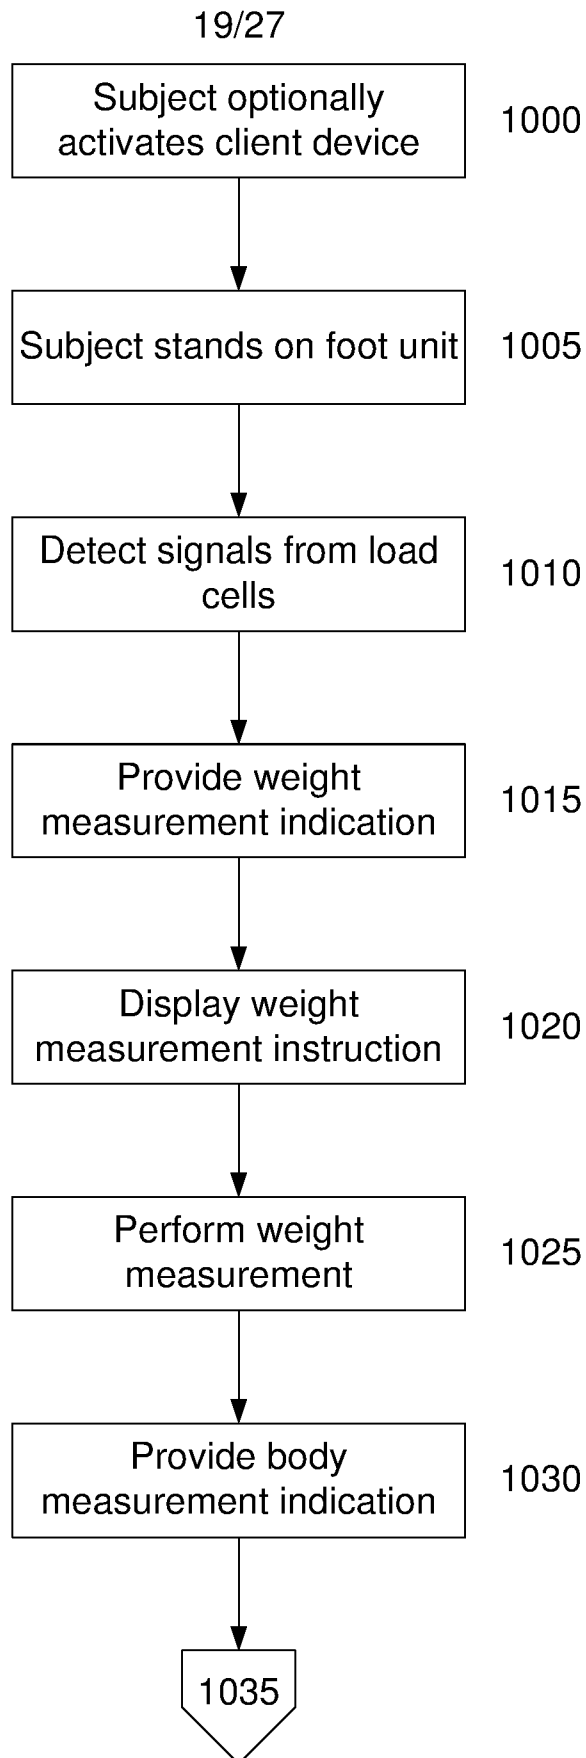 19/27
Subject optionally
activates client device
1000
Subject stands on foot unit
1005
Detect signals from load
cells
1010
Provide weight
measurement indication
1015
Display weight
measurement instruction
1020
Perform weight
measurement
1025
Provide body
measurement indication
1030
1035